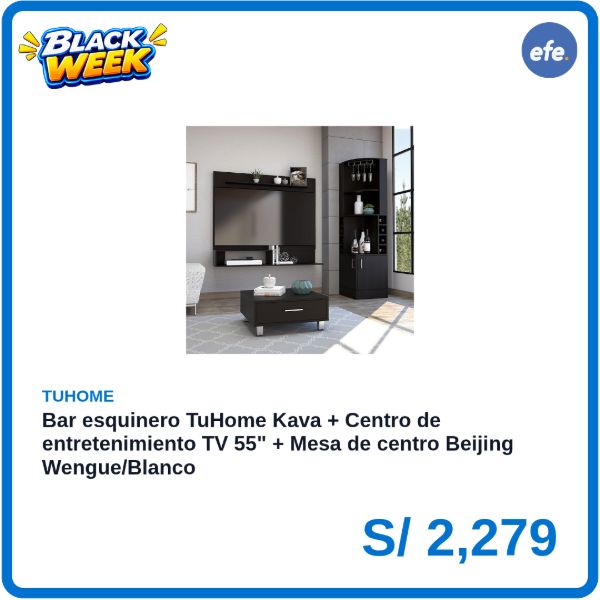 BLACK
WEEK
efe.
TUHOME
Bar esquinero TuHome Kava + Centro de
entretenimiento TV 55" + Mesa de centro Beijing
Wengue/Blanco
S/ 2,279